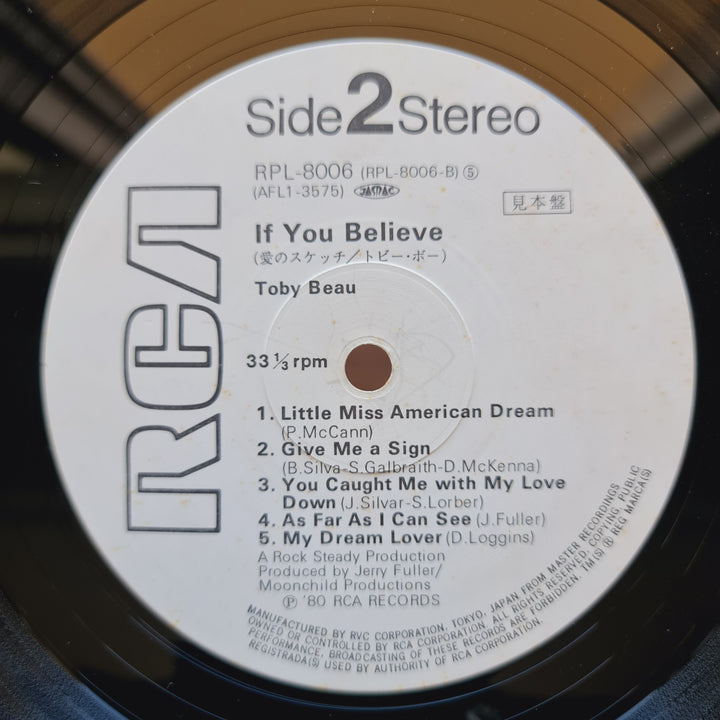 Side 2 Stereo
RPL-8006 (RPL-8006-B) ⑤
(AFL1-3575) JASRAC
見本盤
If You Believe
(愛のスケッチ/トビー・ボー)
Toby Beau
RCA
33 ⅓ rpm
1. Little Miss American Dream
(P.McCann)
2. Give Me a Sign
(B.Silva-S.Galbraith-D.McKenna)
3. You Caught Me with My Love
Down (J.Silvar-S.Lorber)
4. As Far As I Can See (J.Fuller)
5. My Dream Lover (D.Loggins)
A Rock Steady Production
Produced by Jerry Fuller/
Moonchild Productions
Ⓟ '80 RCA RECORDS
MANUFACTURED BY RVC CORPORATION, TOKYO, JAPAN FROM MASTER RECORDINGS
OWNED OR CONTROLLED BY RCA CORPORATION. ALL RIGHTS RESERVED. COPYING, PUBLIC
PERFORMANCE, BROADCASTING OF THESE RECORDS ARE FORBIDDEN. TM(S) ® REG MARCA(S)
REGISTRADA(S) USED BY AUTHORITY OF RCA CORPORATION.